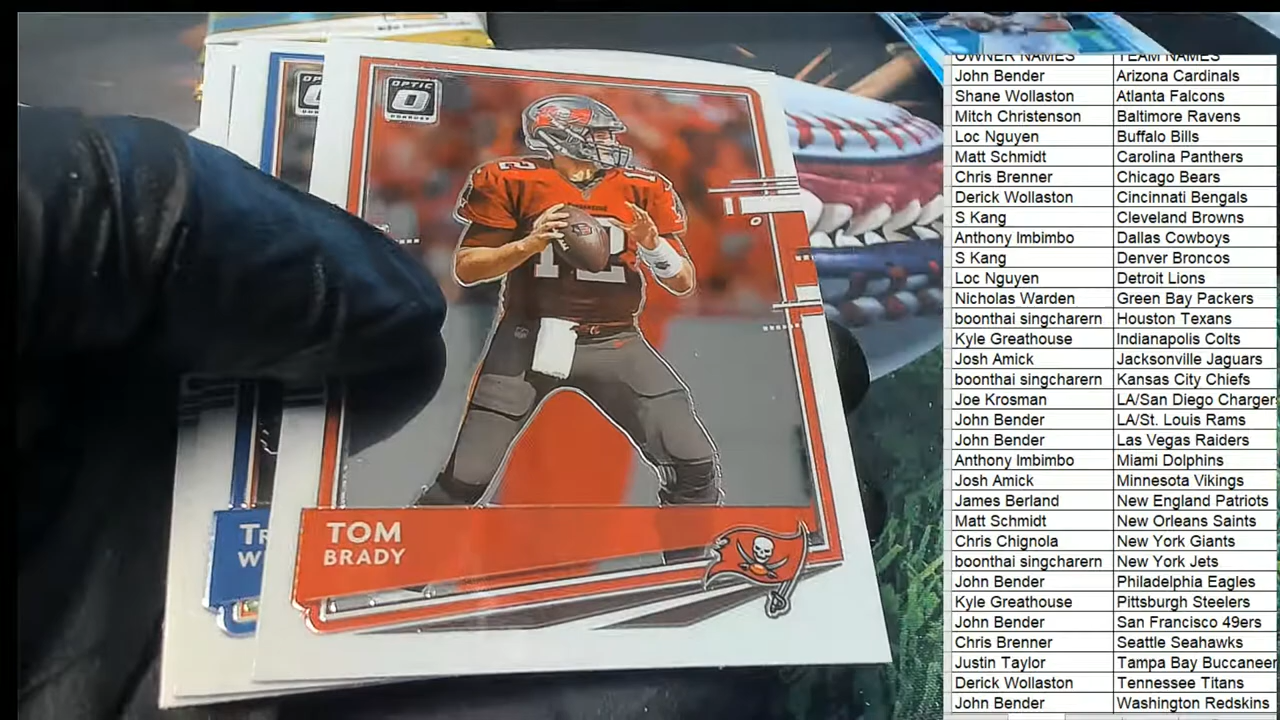 OPTIC
DONRUSS
12
TOM
BRADY
TR
W
OWNER NAMES TEAM NAMES
John Bender Arizona Cardinals
Shane Wollaston Atlanta Falcons
Mitch Christenson Baltimore Ravens
Loc Nguyen Buffalo Bills
Matt Schmidt Carolina Panthers
Chris Brenner Chicago Bears
Derick Wollaston Cincinnati Bengals
S Kang Cleveland Browns
Anthony Imbimbo Dallas Cowboys
S Kang Denver Broncos
Loc Nguyen Detroit Lions
Nicholas Warden Green Bay Packers
boonthai singcharern Houston Texans
Kyle Greathouse Indianapolis Colts
Josh Amick Jacksonville Jaguars
boonthai singcharern Kansas City Chiefs
Joe Krosman LA/San Diego Charger
John Bender LA/St. Louis Rams
John Bender Las Vegas Raiders
Anthony Imbimbo Miami Dolphins
Josh Amick Minnesota Vikings
James Berland New England Patriots
Matt Schmidt New Orleans Saints
Chris Chignola New York Giants
boonthai singcharern New York Jets
John Bender Philadelphia Eagles
Kyle Greathouse Pittsburgh Steelers
John Bender San Francisco 49ers
Chris Brenner Seattle Seahawks
Justin Taylor Tampa Bay Buccaneer
Derick Wollaston Tennessee Titans
John Bender Washington Redskins